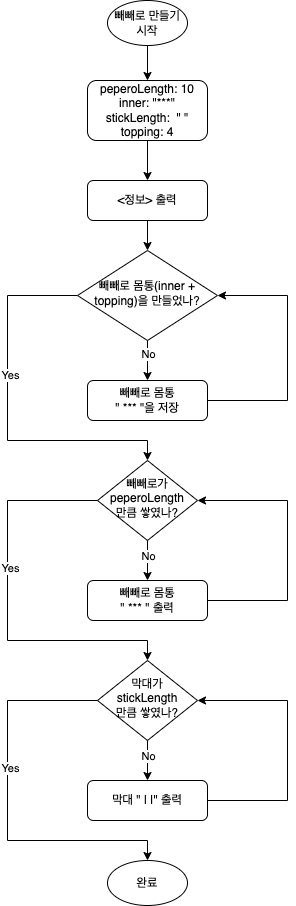 빼빼로 만들기
시작
peperoLength: 10
inner: "***"
stickLength:  " "
topping: 4
<정보> 출력
빼빼로 몸통(inner +
topping)을 만들었나?
No
Yes
빼빼로 몸통
" *** "을 저장
빼빼로가
peperoLength
만큼 쌓였나?
No
Yes
빼빼로 몸통
" *** " 출력
막대가
stickLength
만큼 쌓였나?
No
Yes
막대 " | |" 출력
완료